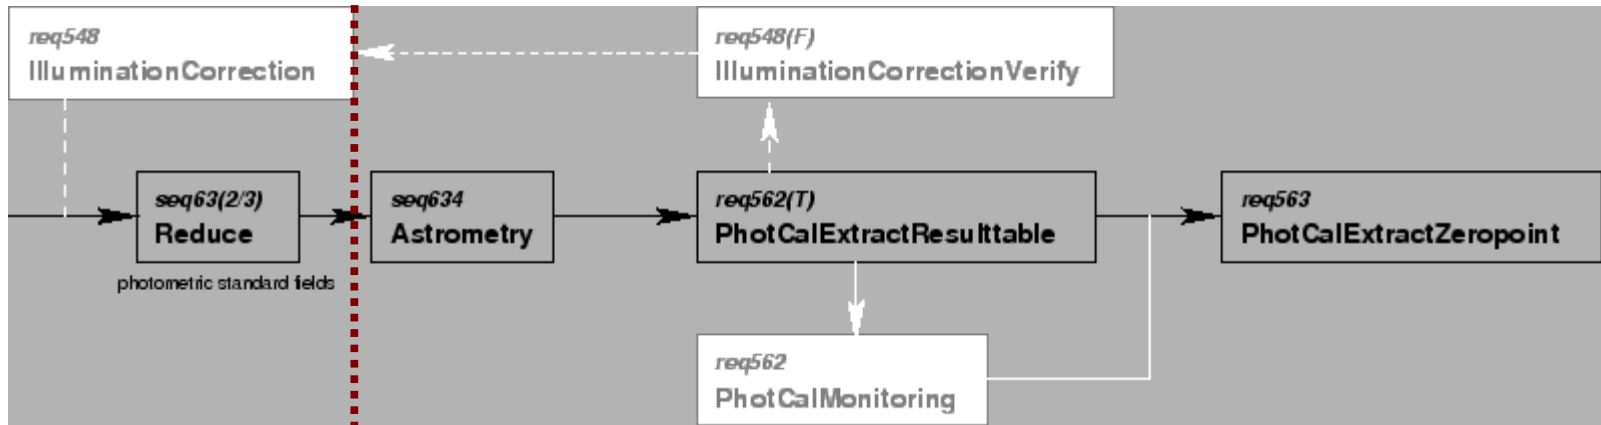 req548
IlluminationCorrection
req548(F)
IlluminationCorrectionVerify
seq63(2/3)
Reduce
photometric standard fields
seq634
Astrometry
req562(T)
PhotCalExtractResulttable
req563
PhotCalExtractZeropoint
req562
PhotCalMonitoring